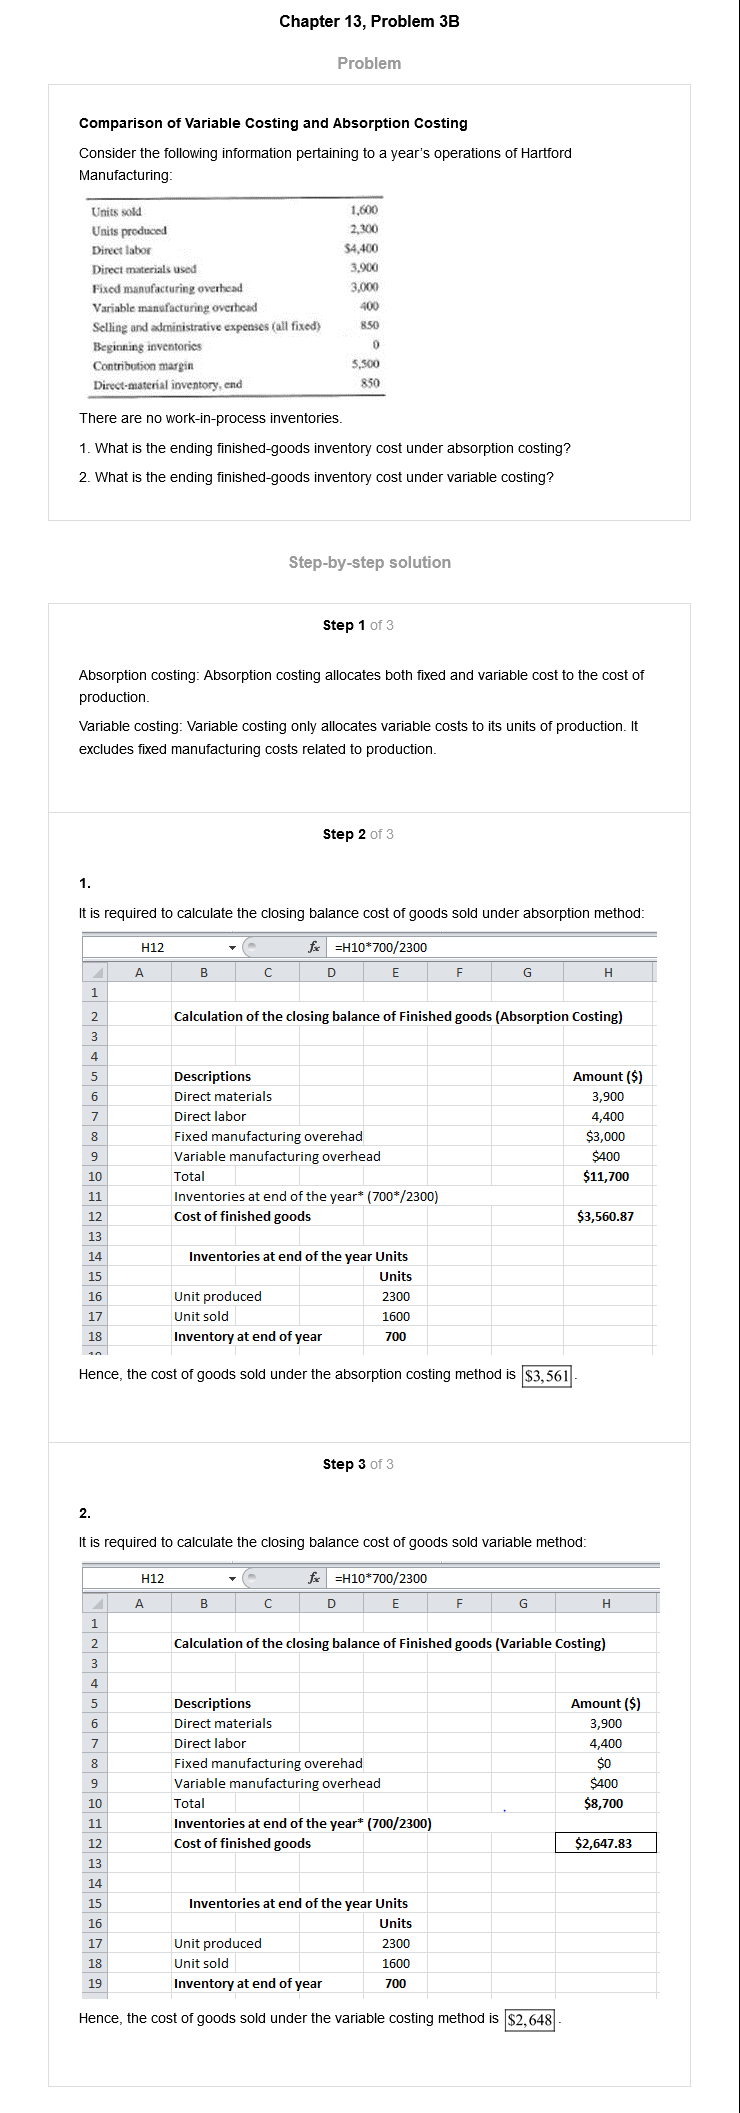 Chapter 13, Problem 3B
Problem
Comparison of Variable Costing and Absorption Costing
Consider the following information pertaining to a year's operations of Hartford
Manufacturing:
Units sold 1,600
Units produced 2,300
Direct labor $4,400
Direct materials used 3,900
Fixed manufacturing overhead 3,000
Variable manufacturing overhead 400
Selling and administrative expenses (all fixed) 850
Beginning inventories 0
Contribution margin 5,500
Direct-material inventory, end 850
There are no work-in-process inventories.
1. What is the ending finished-goods inventory cost under absorption costing?
2. What is the ending finished-goods inventory cost under variable costing?
Step-by-step solution
Step 1 of 3
Absorption costing: Absorption costing allocates both fixed and variable cost to the cost of
production.
Variable costing: Variable costing only allocates variable costs to its units of production. It
excludes fixed manufacturing costs related to production.
Step 2 of 3
1.
It is required to calculate the closing balance cost of goods sold under absorption method:
H12 fx =H10*700/2300
A B C D E F G H
1
2 Calculation of the closing balance of Finished goods (Absorption Costing)
3
4
5 Descriptions Amount ($)
6 Direct materials 3,900
7 Direct labor 4,400
8 Fixed manufacturing overehad $3,000
9 Variable manufacturing overhead $400
10 Total $11,700
11 Inventories at end of the year* (700*/2300)
12 Cost of finished goods $3,560.87
13
14 Inventories at end of the year Units
15 Units
16 Unit produced 2300
17 Unit sold 1600
18 Inventory at end of year 700
Hence, the cost of goods sold under the absorption costing method is $3,561.
Step 3 of 3
2.
It is required to calculate the closing balance cost of goods sold variable method:
H12 fx =H10*700/2300
A B C D E F G H
1
2 Calculation of the closing balance of Finished goods (Variable Costing)
3
4
5 Descriptions Amount ($)
6 Direct materials 3,900
7 Direct labor 4,400
8 Fixed manufacturing overehad $0
9 Variable manufacturing overhead $400
10 Total $8,700
11 Inventories at end of the year* (700/2300)
12 Cost of finished goods $2,647.83
13
14
15 Inventories at end of the year Units
16 Units
17 Unit produced 2300
18 Unit sold 1600
19 Inventory at end of year 700
Hence, the cost of goods sold under the variable costing method is $2,648.